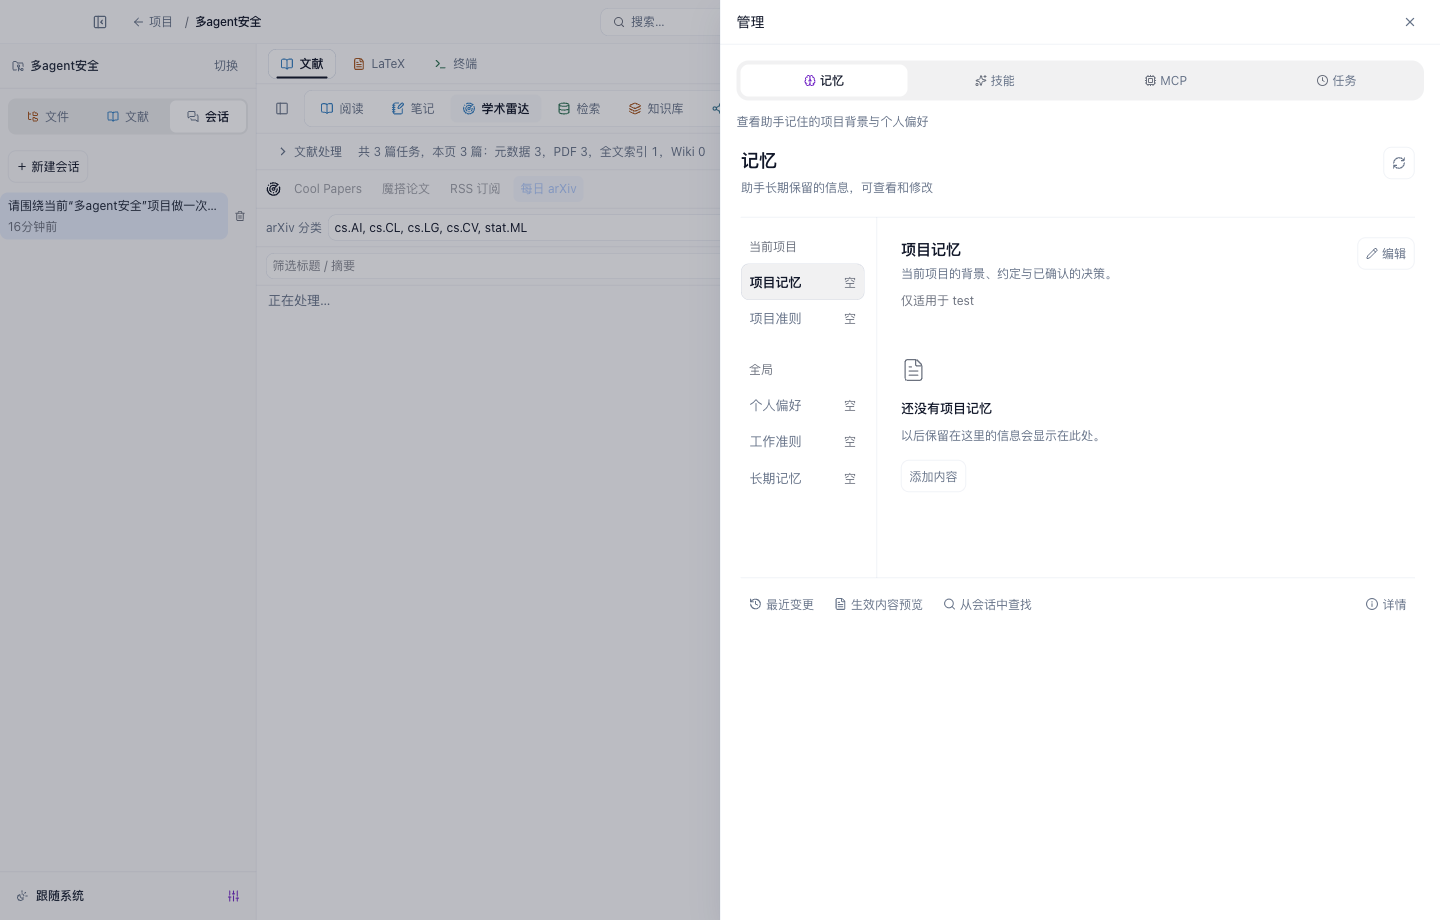 项目 / 多agent安全
搜索...
多agent安全 切换
文件 文献 会话
+ 新建会话
请围绕当前“多agent安全”项目做一次...
16分钟前
跟随系统
文献 LaTeX 终端
阅读 笔记 学术雷达 检索 知识库
文献处理 共 3 篇任务，本页 3 篇：元数据 3，PDF 3，全文索引 1，Wiki 0
Cool Papers 魔搭论文 RSS 订阅 每日 arXiv
arXiv 分类 cs.AI, cs.CL, cs.LG, cs.CV, stat.ML
筛选标题 / 摘要
正在处理...
管理
记忆 技能 MCP 任务
查看助手记住的项目背景与个人偏好
记忆
助手长期保留的信息，可查看和修改
当前项目
项目记忆 空
项目准则 空
全局
个人偏好 空
工作准则 空
长期记忆 空
项目记忆
编辑
当前项目的背景、约定与已确认的决策。
仅适用于 test
还没有项目记忆
以后保留在这里的信息会显示在此处。
添加内容
最近变更 生效内容预览 从会话中查找 详情